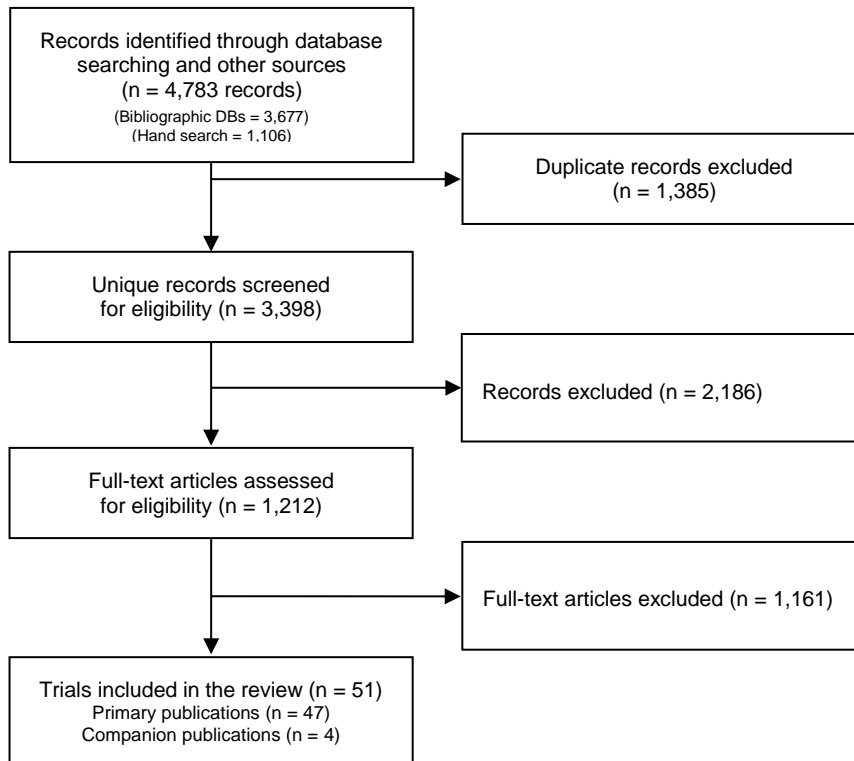 Records identified through database
searching and other sources
(n = 4,783 records)
(Bibliographic DBs = 3,677)
(Hand search = 1,106)
Duplicate records excluded
(n = 1,385)
Unique records screened
for eligibility (n = 3,398)
Records excluded (n = 2,186)
Full-text articles assessed
for eligibility (n = 1,212)
Full-text articles excluded (n = 1,161)
Trials included in the review (n = 51)
Primary publications (n = 47)
Companion publications (n = 4)